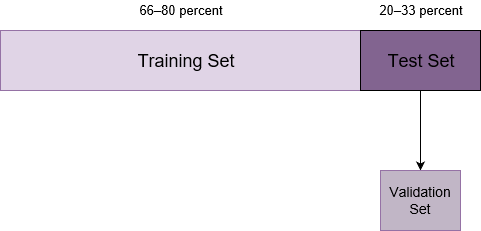 66–80 percent
20–33 percent
Training Set
Test Set
Validation
Set